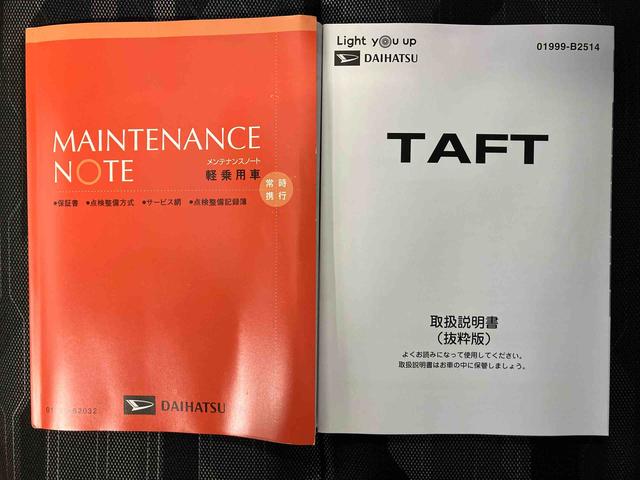 MAINTENANCE
NOTE
メンテナンスノート
軽乗用車
常時
携行
●保証書 ●点検整備方式 ●サービス網 ●点検整備記録簿
DAIHATSU
Light you up
DAIHATSU
01999-B2514
TAFT
取扱説明書
（抜粋版）
よくお読みになって使用してください。
取扱説明書はお車の中に保管しましょう。